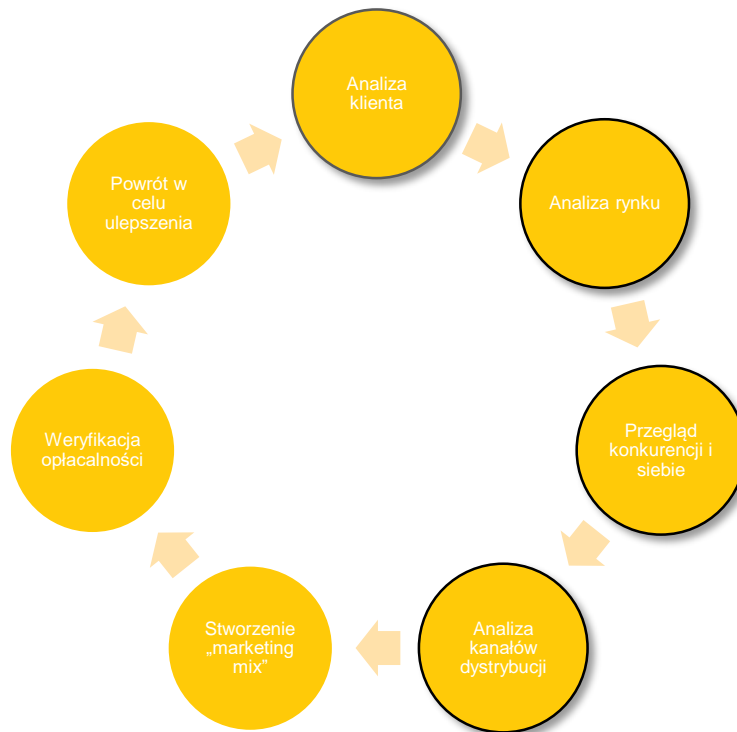 Analiza
klienta
Analiza rynku
Przegląd
konkurencji i
siebie
Analiza
kanałów
dystrybucji
Stworzenie
„marketing
mix”
Weryfikacja
opłacalności
Powrót w
celu
ulepszenia